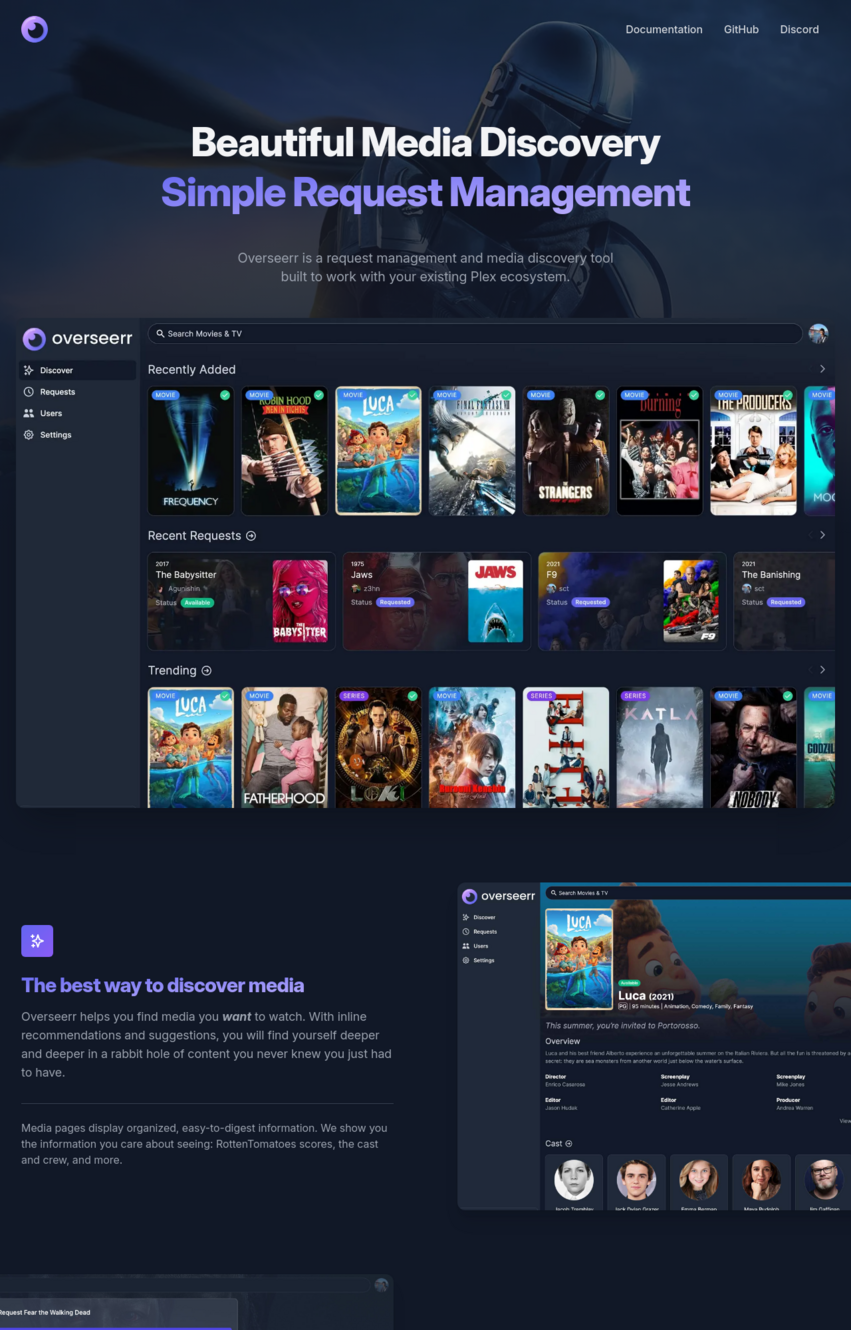 Documentation GitHub Discord
Beautiful Media Discovery
Simple Request Management
Overseerr is a request management and media discovery tool
built to work with your existing Plex ecosystem.
overseerr
Search Movies & TV
Discover
Requests
Users
Settings
Recently Added
MOVIE MOVIE MOVIE MOVIE MOVIE MOVIE MOVIE MOVIE
FREQUENCY
ROBIN HOOD
MEN IN TIGHTS
LUCA
FINAL FANTASY VII
THE
STRANGERS
burning
THE PRODUCERS
Recent Requests
2017
The Babysitter
Status Available
THE
BABYSITTER
1975
Jaws
z3hn
Status Requested
JAWS
2021
F9
sct
Status Requested
F9
2021
The Banishing
sct
Status Requested
Trending
MOVIE MOVIE SERIES MOVIE SERIES SERIES MOVIE MOVIE
LUCA
FATHERHOOD
LOKI
KATLA
NOBODY
The best way to discover media
Overseerr helps you find media you want to watch. With inline
recommendations and suggestions, you will find yourself deeper
and deeper in a rabbit hole of content you never knew you just had
to have.
Media pages display organized, easy-to-digest information. We show you
the information you care about seeing: RottenTomatoes scores, the cast
and crew, and more.
overseerr
Search Movies & TV
Discover
Requests
Users
Settings
LUCA
Available
Luca (2021)
PG | 95 minutes | Animation, Comedy, Family, Fantasy
This summer, you're invited to Portorosso.
Overview
Luca and his best friend Alberto experience an unforgettable summer on the Italian Riviera. But all the fun is threatened by a
secret: they are sea monsters from another world just below the water's surface.
Director Screenplay Screenplay
Enrico Casarosa Jesse Andrews Mike Jones
Editor Editor Producer
Jason Hudak Catherine Apple Andrea Warren
View
Cast
Jacob Tremblay Jack Dylan Grazer Emma Berman Maya Rudolph Jim Gaffigan
Request Fear the Walking Dead